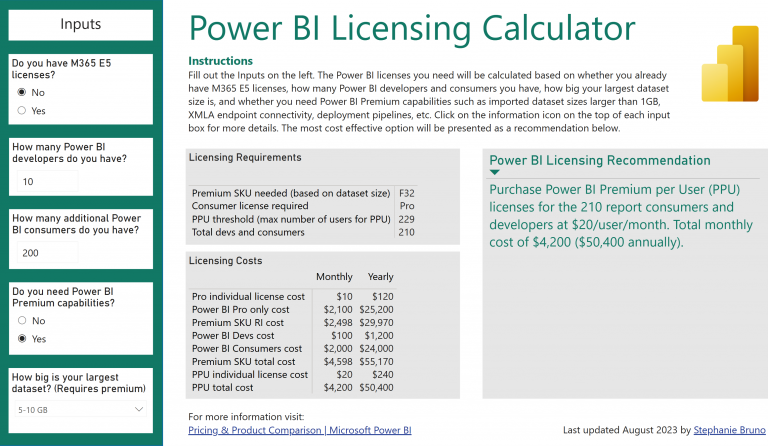 Inputs
Do you have M365 E5
licenses?
No
Yes
How many Power BI
developers do you have?
10
How many additional Power
BI consumers do you have?
200
Do you need Power BI
Premium capabilities?
No
Yes
How big is your largest
dataset? (Requires premium)
5-10 GB
Power BI Licensing Calculator
Instructions
Fill out the Inputs on the left. The Power BI licenses you need will be calculated based on whether you already
have M365 E5 licenses, how many Power BI developers and consumers you have, how big your largest dataset
size is, and whether you need Power BI Premium capabilities such as imported dataset sizes larger than 1GB,
XMLA endpoint connectivity, deployment pipelines, etc. Click on the information icon on the top of each input
box for more details. The most cost effective option will be presented as a recommendation below.
Licensing Requirements
Premium SKU needed (based on dataset size) F32
Consumer license required Pro
PPU threshold (max number of users for PPU) 229
Total devs and consumers 210
Licensing Costs
Monthly Yearly
Pro individual license cost $10 $120
Power BI Pro only cost $2,100 $25,200
Premium SKU RI cost $2,498 $29,970
Power BI Devs cost $100 $1,200
Power BI Consumers cost $2,000 $24,000
Premium SKU total cost $4,598 $55,170
PPU individual license cost $20 $240
PPU total cost $4,200 $50,400
Power BI Licensing Recommendation
Purchase Power BI Premium per User (PPU)
licenses for the 210 report consumers and
developers at $20/user/month. Total monthly
cost of $4,200 ($50,400 annually).
For more information visit:
Pricing & Product Comparison | Microsoft Power BI
Last updated August 2023 by Stephanie Bruno